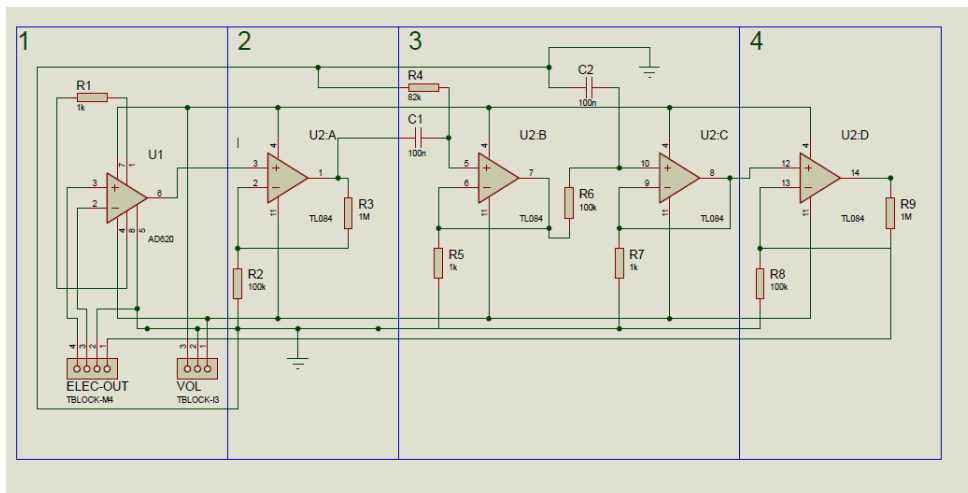 1
2
3
4
R1
1k
U1
7
1
3
2
6
4
8
5
AD620
4
3
2
1
ELEC-OUT
TBLOCK-M4
3
2
1
VOL
TBLOCK-I3
U2:A
4
3
2
1
11
TL084
R3
1M
R2
100k
R4
82k
C1
100n
U2:B
4
5
6
7
11
TL084
R5
1k
R6
100k
C2
100n
U2:C
4
10
9
8
11
TL084
R7
1k
U2:D
4
12
13
14
11
TL084
R9
1M
R8
100k